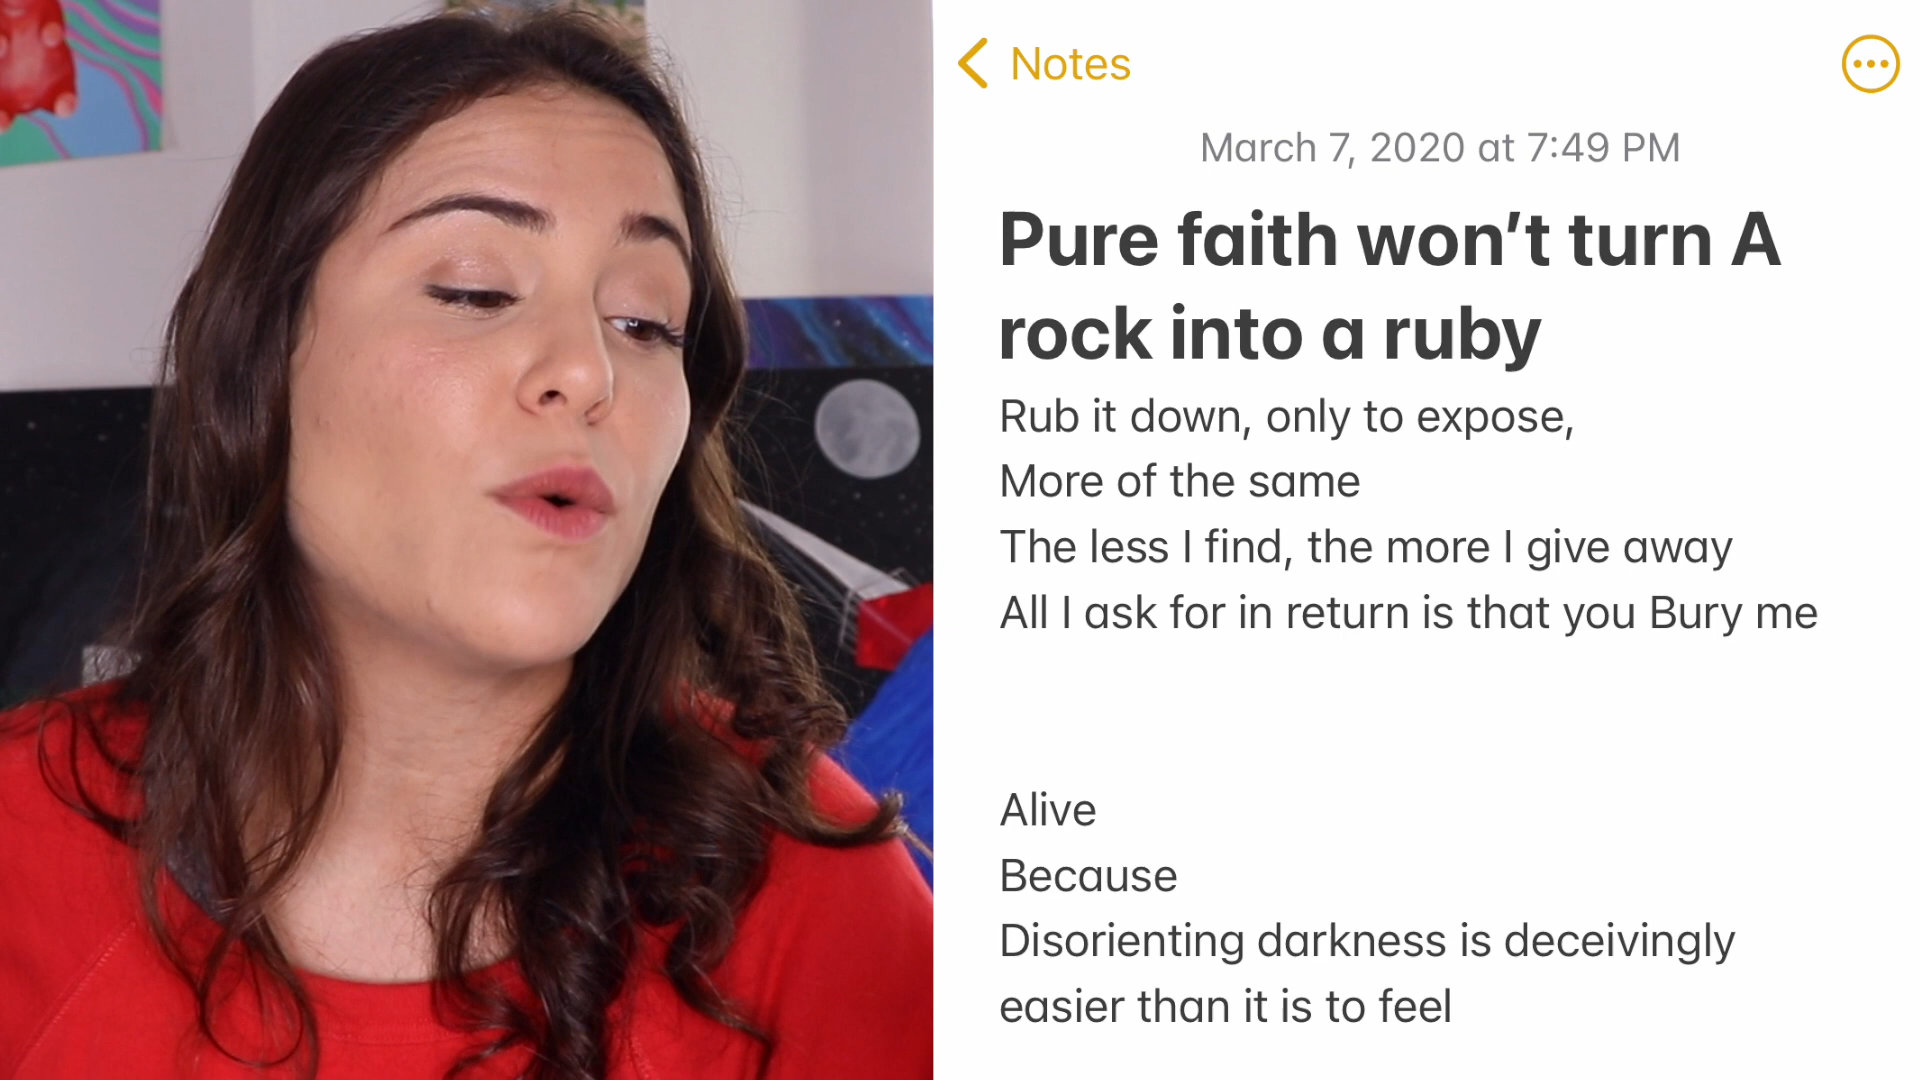 Notes
March 7, 2020 at 7:49 PM
Pure faith won’t turn A
rock into a ruby
Rub it down, only to expose,
More of the same
The less I find, the more I give away
All I ask for in return is that you Bury me
Alive
Because
Disorienting darkness is deceivingly
easier than it is to feel